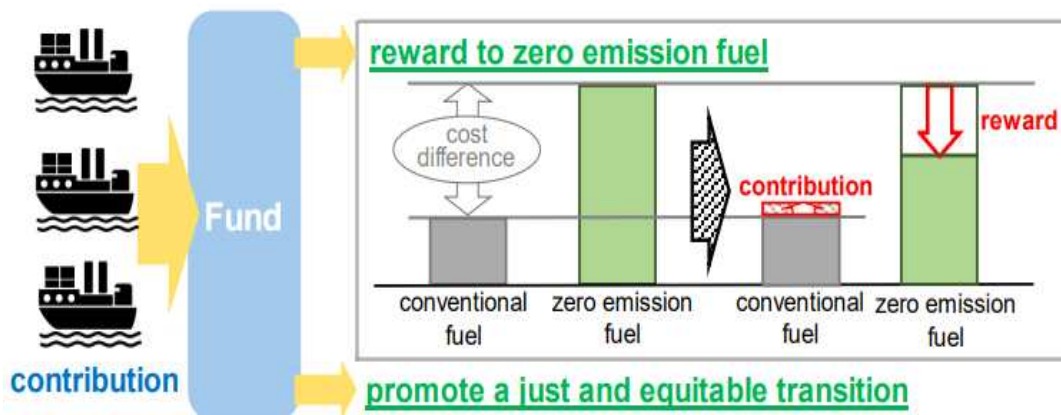 reward to zero emission fuel
cost
difference
reward
contribution
Fund
conventional
fuel
zero emission
fuel
conventional
fuel
zero emission
fuel
contribution
promote a just and equitable transition